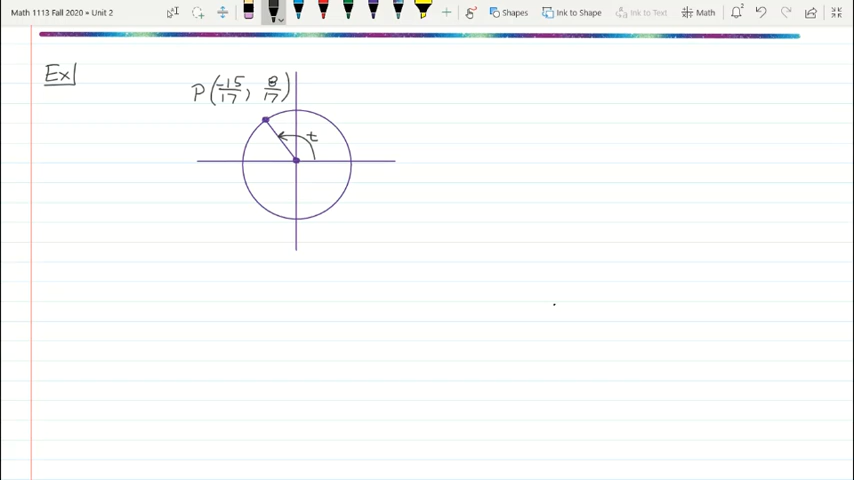 Math 1113 Fall 2020 » Unit 2
Shapes
Ink to Shape
Ink to Text
Math
Ex|
P(-15/17, 8/17)
t